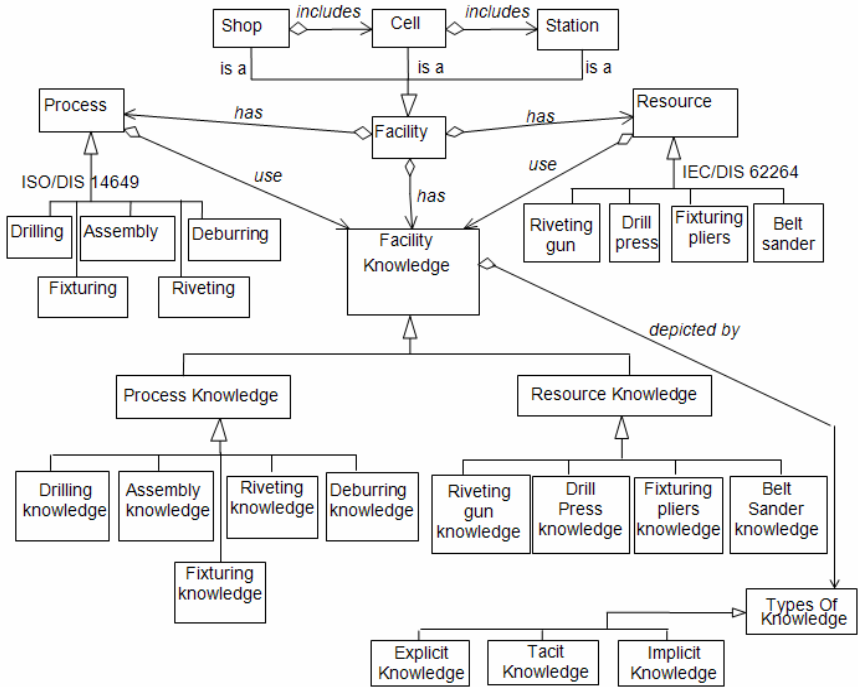 includes
includes
Shop
Cell
Station
is a
is a
is a
Process
has
Facility
has
Resource
ISO/DIS 14649
use
has
use
IEC/DIS 62264
Drilling
Assembly
Deburring
Fixturing
Riveting
Riveting
gun
Drill
press
Fixturing
pliers
Belt
sander
Facility
Knowledge
depicted by
Process Knowledge
Resource Knowledge
Drilling
knowledge
Assembly
knowledge
Riveting
knowledge
Deburring
knowledge
Fixturing
knowledge
Riveting
gun
knowledge
Drill
Press
knowledge
Fixturing
pliers
knowledge
Belt
Sander
knowledge
Types Of
Knowledge
Explicit
Knowledge
Tacit
Knowledge
Implicit
Knowledge